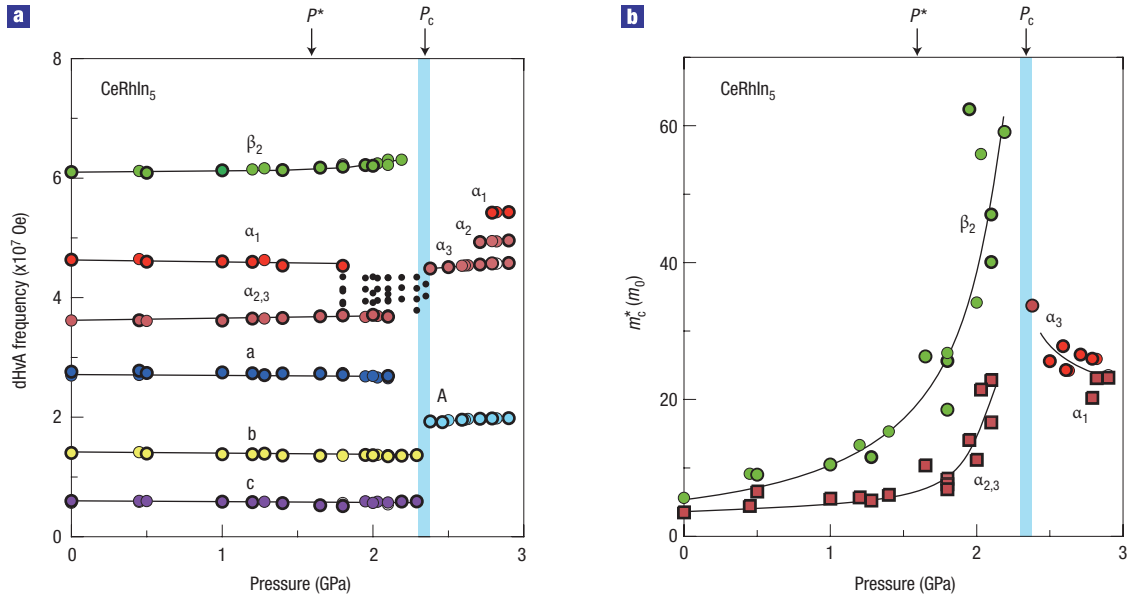 a
P* Pc
8
6
4
2
0
dHvA frequency (x10⁷ Oe)
CeRhIn₅
β₂
α₁
α₂,₃
a
b
c
α₁
α₂
α₃
A
0 1 2 3
Pressure (GPa)
b
P* Pc
60
40
20
0
m*c (m₀)
CeRhIn₅
β₂
α₃
α₁
α₂,₃
0 1 2 3
Pressure (GPa)